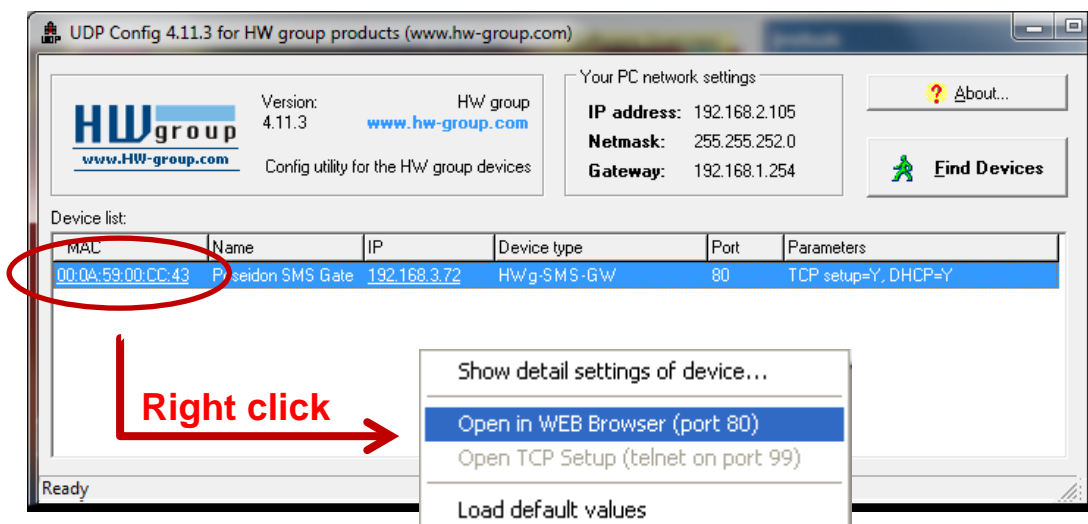 UDP Config 4.11.3 for HW group products (www.hw-group.com)
HW group
www.HW-group.com
Version: HW group
4.11.3 www.hw-group.com
Config utility for the HW group devices
Your PC network settings
IP address: 192.168.2.105
Netmask: 255.255.252.0
Gateway: 192.168.1.254
? About...
Find Devices
Device list:
MAC Name IP Device type Port Parameters
00:0A:59:00:CC:43 Poseidon SMS Gate 192.168.3.72 HWg-SMS-GW 80 TCP setup=Y, DHCP=Y
Right click
Show detail settings of device...
Open in WEB Browser (port 80)
Open TCP Setup (telnet on port 99)
Load default values
Ready